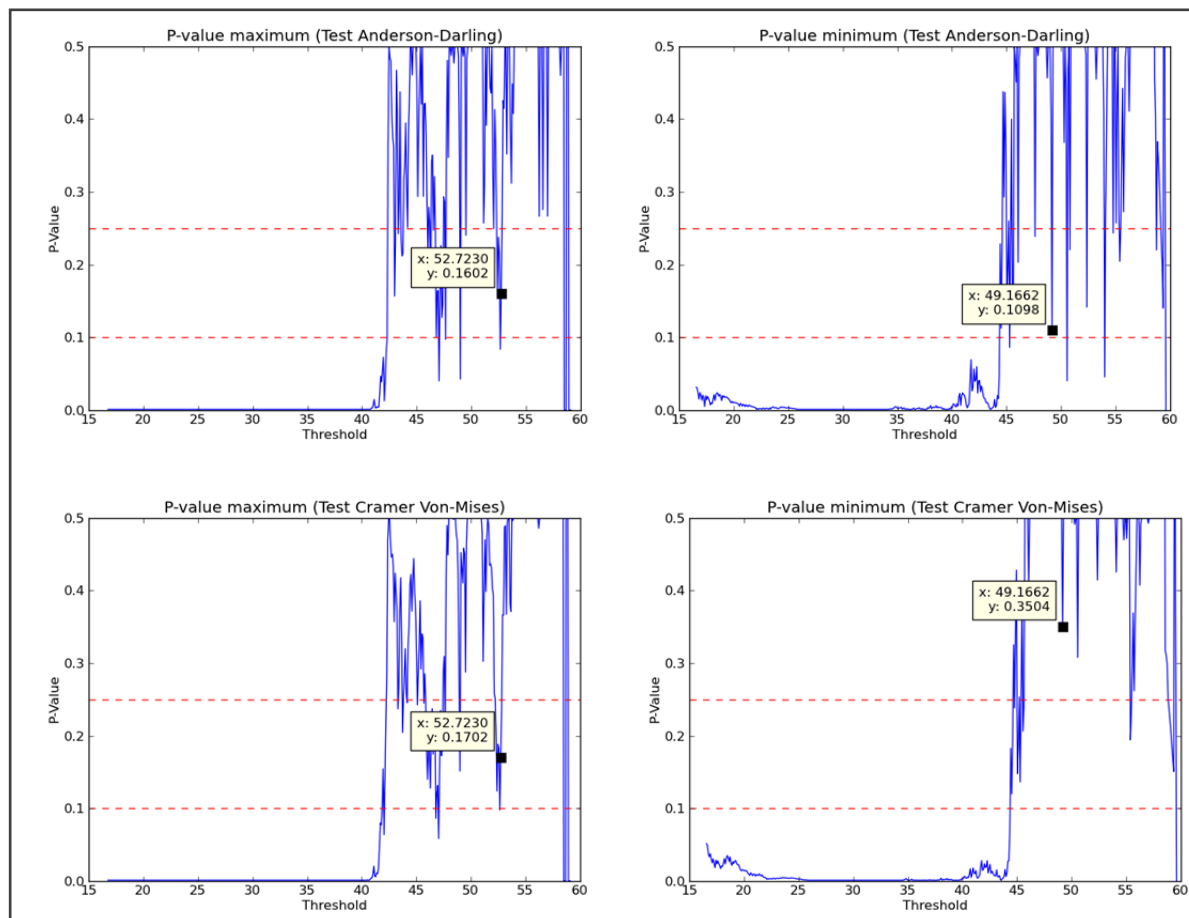 P-value maximum (Test Anderson-Darling)
0.5
0.4
0.3
0.2
0.1
0.0
P-Value
x: 52.7230
y: 0.1602
15 20 25 30 35 40 45 50 55 60
Threshold
P-value minimum (Test Anderson-Darling)
0.5
0.4
0.3
0.2
0.1
0.0
P-Value
x: 49.1662
y: 0.1098
15 20 25 30 35 40 45 50 55 60
Threshold
P-value maximum (Test Cramer Von-Mises)
0.5
0.4
0.3
0.2
0.1
0.0
P-Value
x: 52.7230
y: 0.1702
15 20 25 30 35 40 45 50 55 60
Threshold
P-value minimum (Test Cramer Von-Mises)
0.5
0.4
0.3
0.2
0.1
0.0
P-Value
x: 49.1662
y: 0.3504
15 20 25 30 35 40 45 50 55 60
Threshold